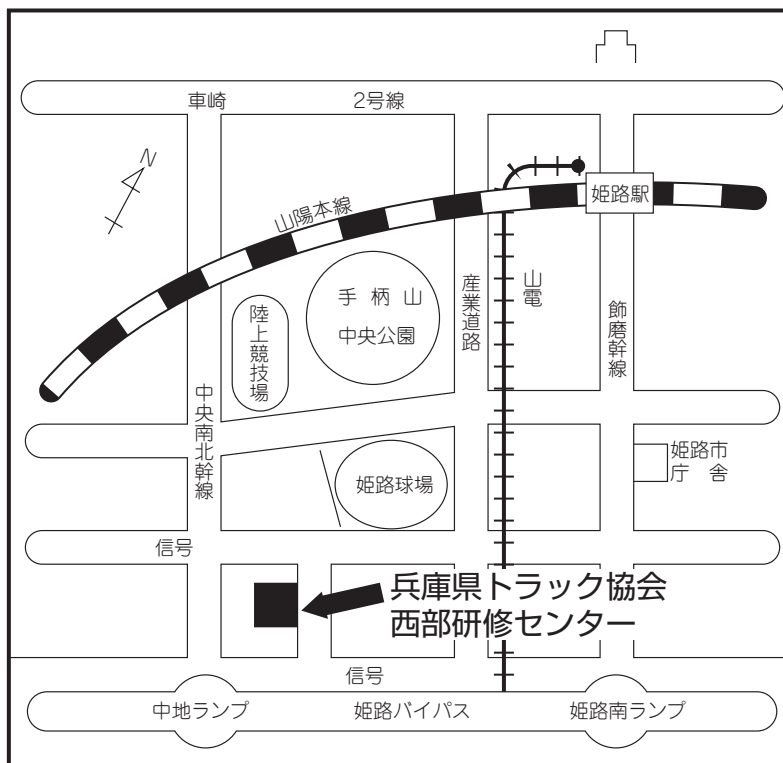 車崎
2号線
N
山陽本線
姫路駅
手柄山
中央公園
陸上競技場
産業道路
山電
飾磨幹線
中央南北幹線
姫路球場
姫路市
庁舎
信号
兵庫県トラック協会
西部研修センター
信号
中地ランプ
姫路バイパス
姫路南ランプ